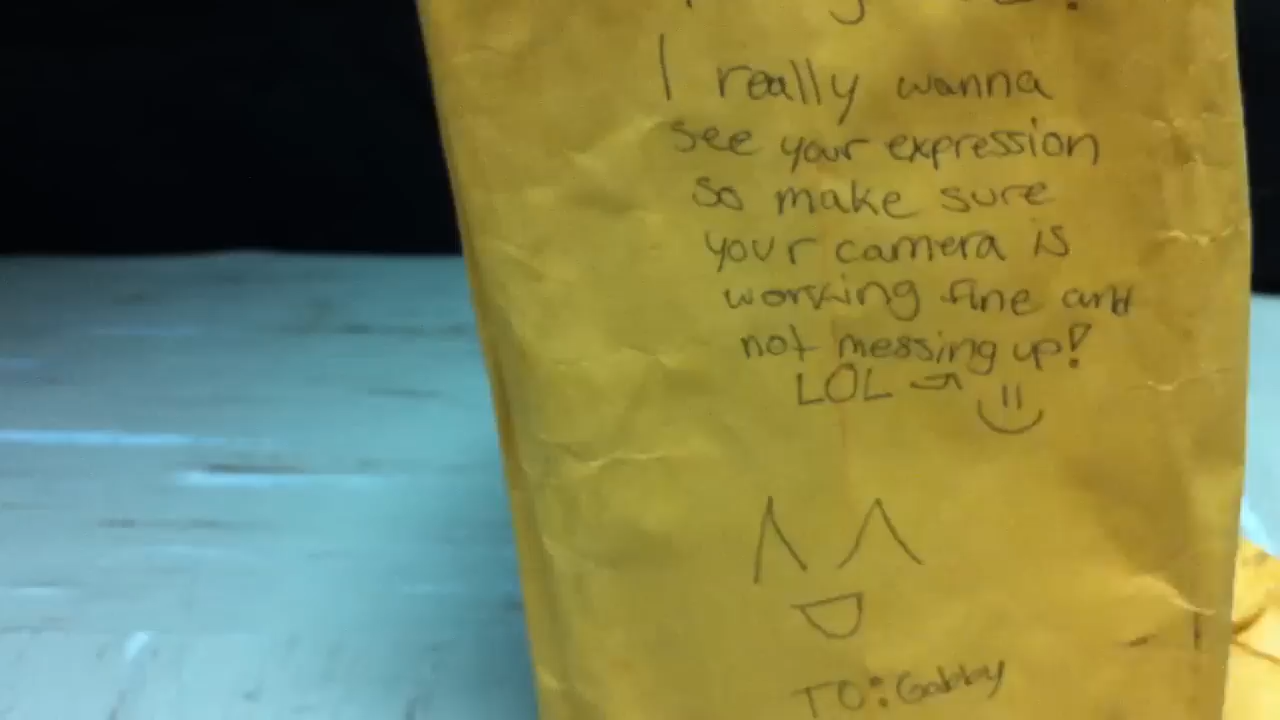 I really wanna
see your expression
so make sure
your camera is
working fine and
not messing up!
LOL
TO: Gabby